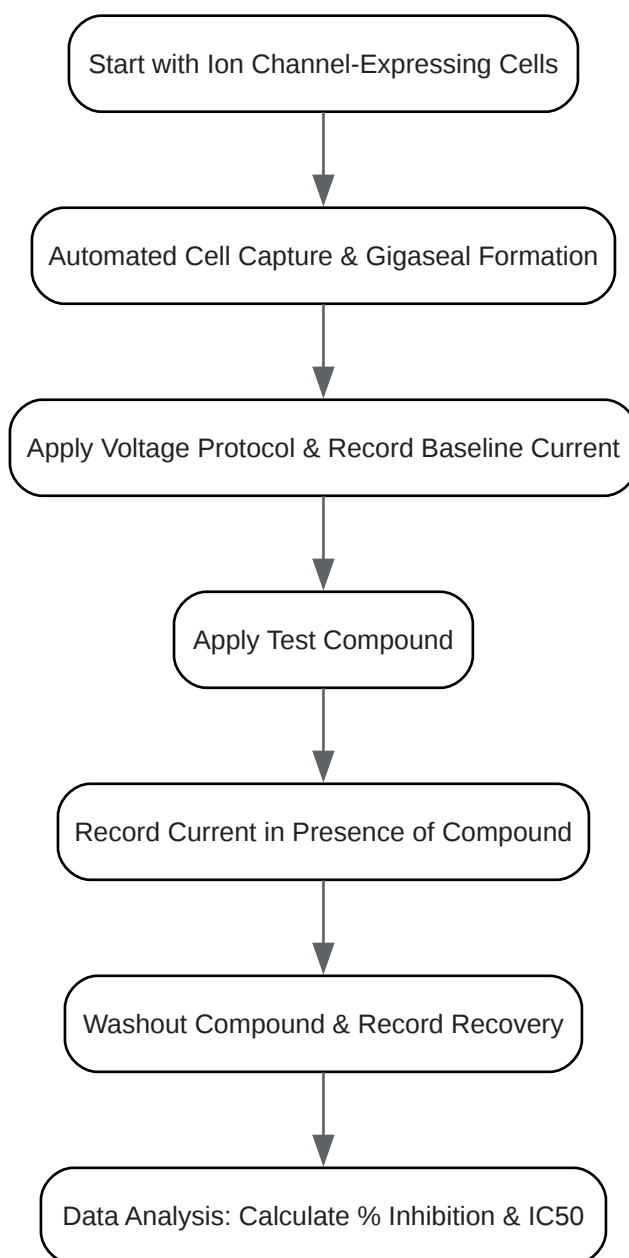 Start with Ion Channel-Expressing Cells
Automated Cell Capture & Gigaseal Formation
Apply Voltage Protocol & Record Baseline Current
Apply Test Compound
Record Current in Presence of Compound
Washout Compound & Record Recovery
Data Analysis: Calculate % Inhibition & IC50